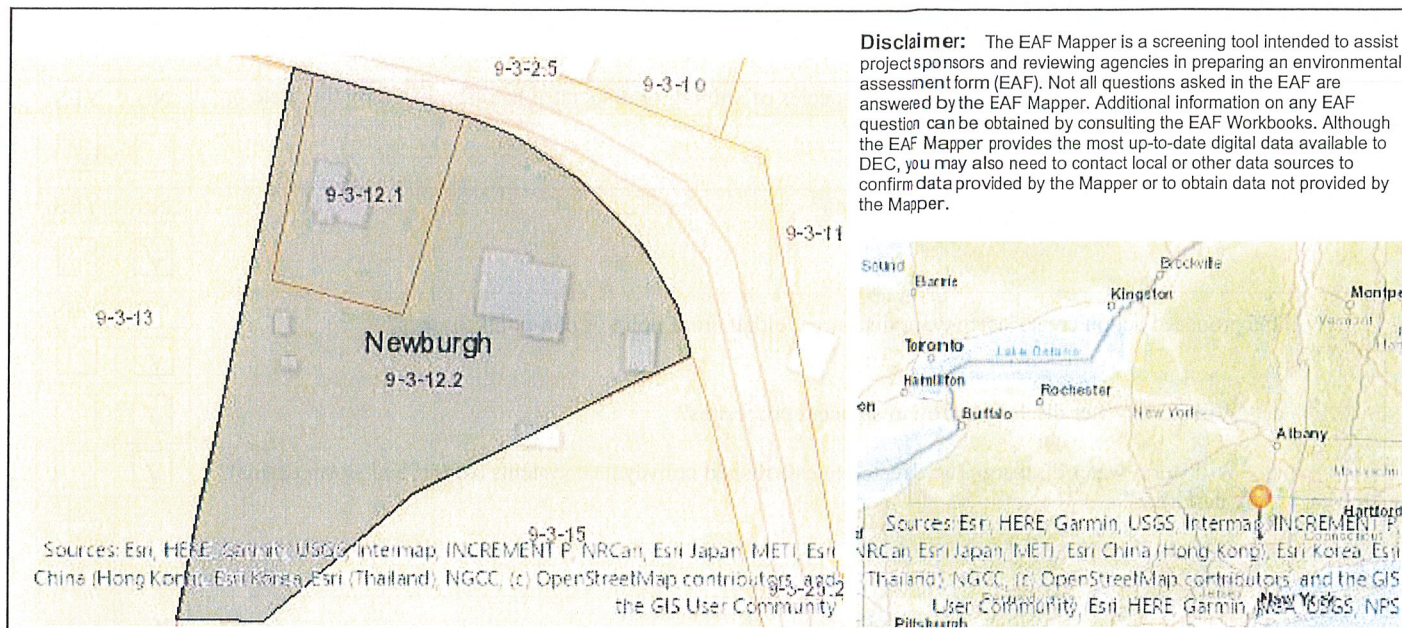 Disclaimer: The EAF Mapper is a screening tool intended to assist
project sponsors and reviewing agencies in preparing an environmental
assessment form (EAF). Not all questions asked in the EAF are
answered by the EAF Mapper. Additional information on any EAF
question can be obtained by consulting the EAF Workbooks. Although
the EAF Mapper provides the most up-to-date digital data available to
DEC, you may also need to contact local or other data sources to
confirm data provided by the Mapper or to obtain data not provided by
the Mapper.
9-3-2.5
9-3-10
9-3-12.1
9-3-11
9-3-13
Newburgh
9-3-12.2
9-3-15
Sources: Esri, HERE, Garmin, USGS, Intermap, INCREMENT P, NRCan, Esri Japan, METI, Esri
China (Hong Kong), Esri Korea, Esri (Thailand), NGCC, (c) OpenStreetMap contributors, and
the GIS User Community
Sound
Barrie
Brockville
Kingston
Montpe
Vermont
Toronto
Lake Ontario
Hamilton
Rochester
Buffalo
New York
Albany
Massachu
Hartford
Connecticut
Sources: Esri, HERE, Garmin, USGS, Intermap, INCREMENT P,
NRCan, Esri Japan, METI, Esri China (Hong Kong), Esri Korea, Esri
(Thailand), NGCC, (c) OpenStreetMap contributors, and the GIS
User Community, Esri, HERE, Garmin, USGS, NPS
New York
Pittsburgh